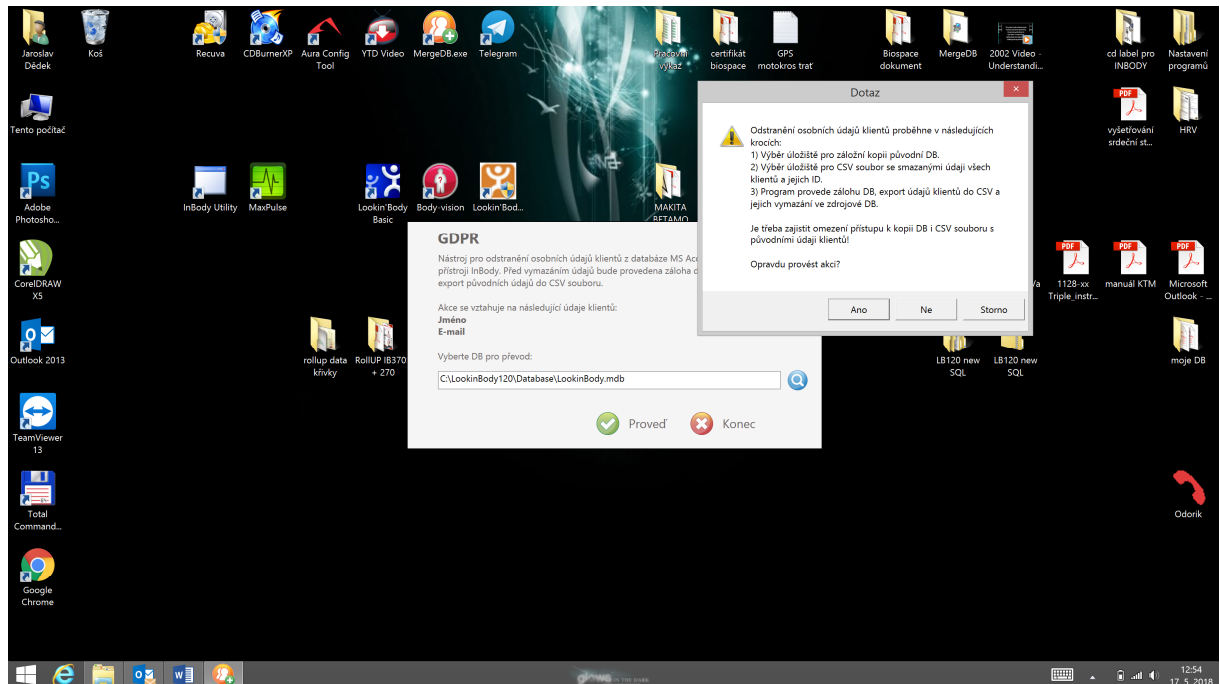 Jaroslav
Dědek
Koš
Recuva
CDBurnerXP
Aura Config
Tool
YTD Video
MergeDB.exe
Telegram
Pracovní
výkaz
certifikát
biospace
GPS
motokros trať
Biospace
dokument
MergeDB
2002 Video -
Understandi...
cd label pro
INBODY
Nastavení
programů
Tento počítač
vyšetřování
srdeční st...
HRV
Adobe
Photosho...
InBody Utility
MaxPulse
Lookin'Body
Basic
Body-vision
Lookin'Bod...
MAKITA
BETAMO
Dotaz
Odstranění osobních údajů klientů proběhne v následujících
krocích:
1) Výběr úložiště pro záložní kopii původní DB.
2) Výběr úložiště pro CSV soubor se smazanými údaji všech
klientů a jejich ID.
3) Program provede zálohu DB, export údajů klientů do CSV a
jejich vymazání ve zdrojové DB.
Je třeba zajistit omezení přístupu k kopii DB i CSV souboru s
původními údaji klientů!
Opravdu provést akci?
Ano
Ne
Storno
GDPR
Nástroj pro odstranění osobních údajů klientů z databáze MS Acc
přístroji InBody. Před vymazáním údajů bude provedena záloha d
export původních údajů do CSV souboru.
Akce se vztahuje na následující údaje klientů:
Jméno
E-mail
Vyberte DB pro převod:
C:\LookinBody120\Database\LookinBody.mdb
Proveď
Konec
CorelDRAW
X5
1128-xx
Triple_instr...
manuál KTM
Microsoft
Outlook - ...
Outlook 2013
rollup data
křivky
RollUP IB370
+ 270
LB120 new
SQL
LB120 new
SQL
moje DB
TeamViewer
13
Total
Command...
Odorik
Google
Chrome
12:54
17. 5. 2018